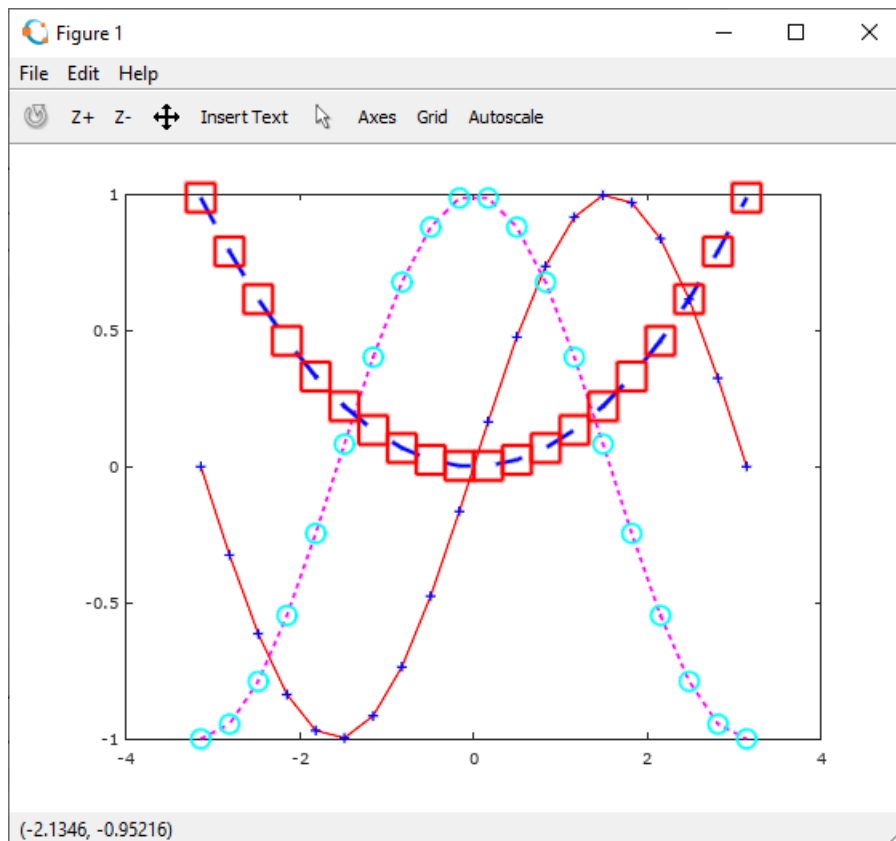 Figure 1
File Edit Help
Z+ Z- Insert Text Axes Grid Autoscale
1
0.5
0
-0.5
-1
-4 -2 0 2 4
(-2.1346, -0.95216)